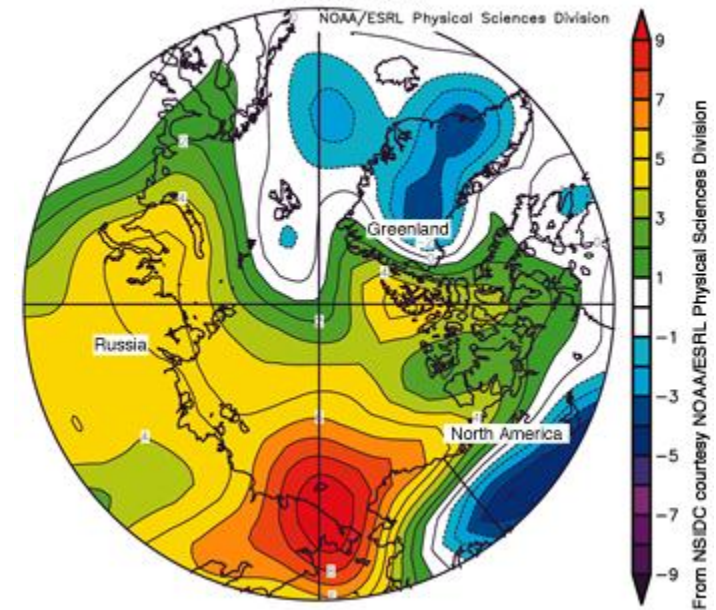 NOAA/ESRL Physical Sciences Division
9
7
5
3
1
-1
-3
-5
-7
-9
Greenland
Russia
North America
From NSIDC courtesy NOAA/ESRL Physical Sciences Division